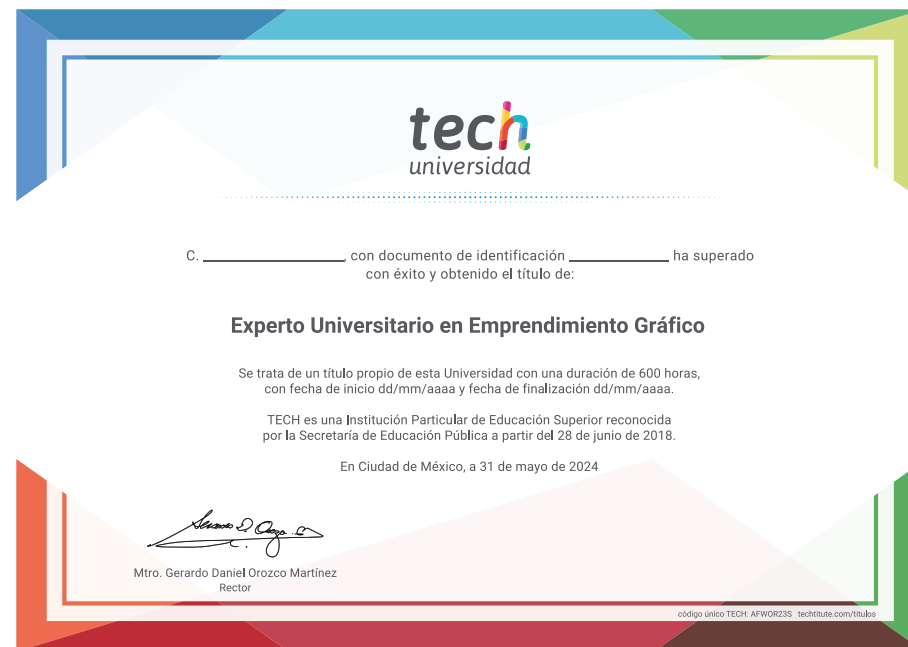 tech
universidad
C. ____________, con documento de identificación ____________ ha superado
con éxito y obtenido el título de:
Experto Universitario en Emprendimiento Gráfico
Se trata de un título propio de esta Universidad con una duración de 600 horas,
con fecha de inicio dd/mm/aaaa y fecha de finalización dd/mm/aaaa.
TECH es una Institución Particular de Educación Superior reconocida
por la Secretaría de Educación Pública a partir del 28 de junio de 2018.
En Ciudad de México, a 31 de mayo de 2024
Mtro. Gerardo Daniel Orozco Martínez
Rector
código único TECH: AFWOR23S techtitute.com/titulos